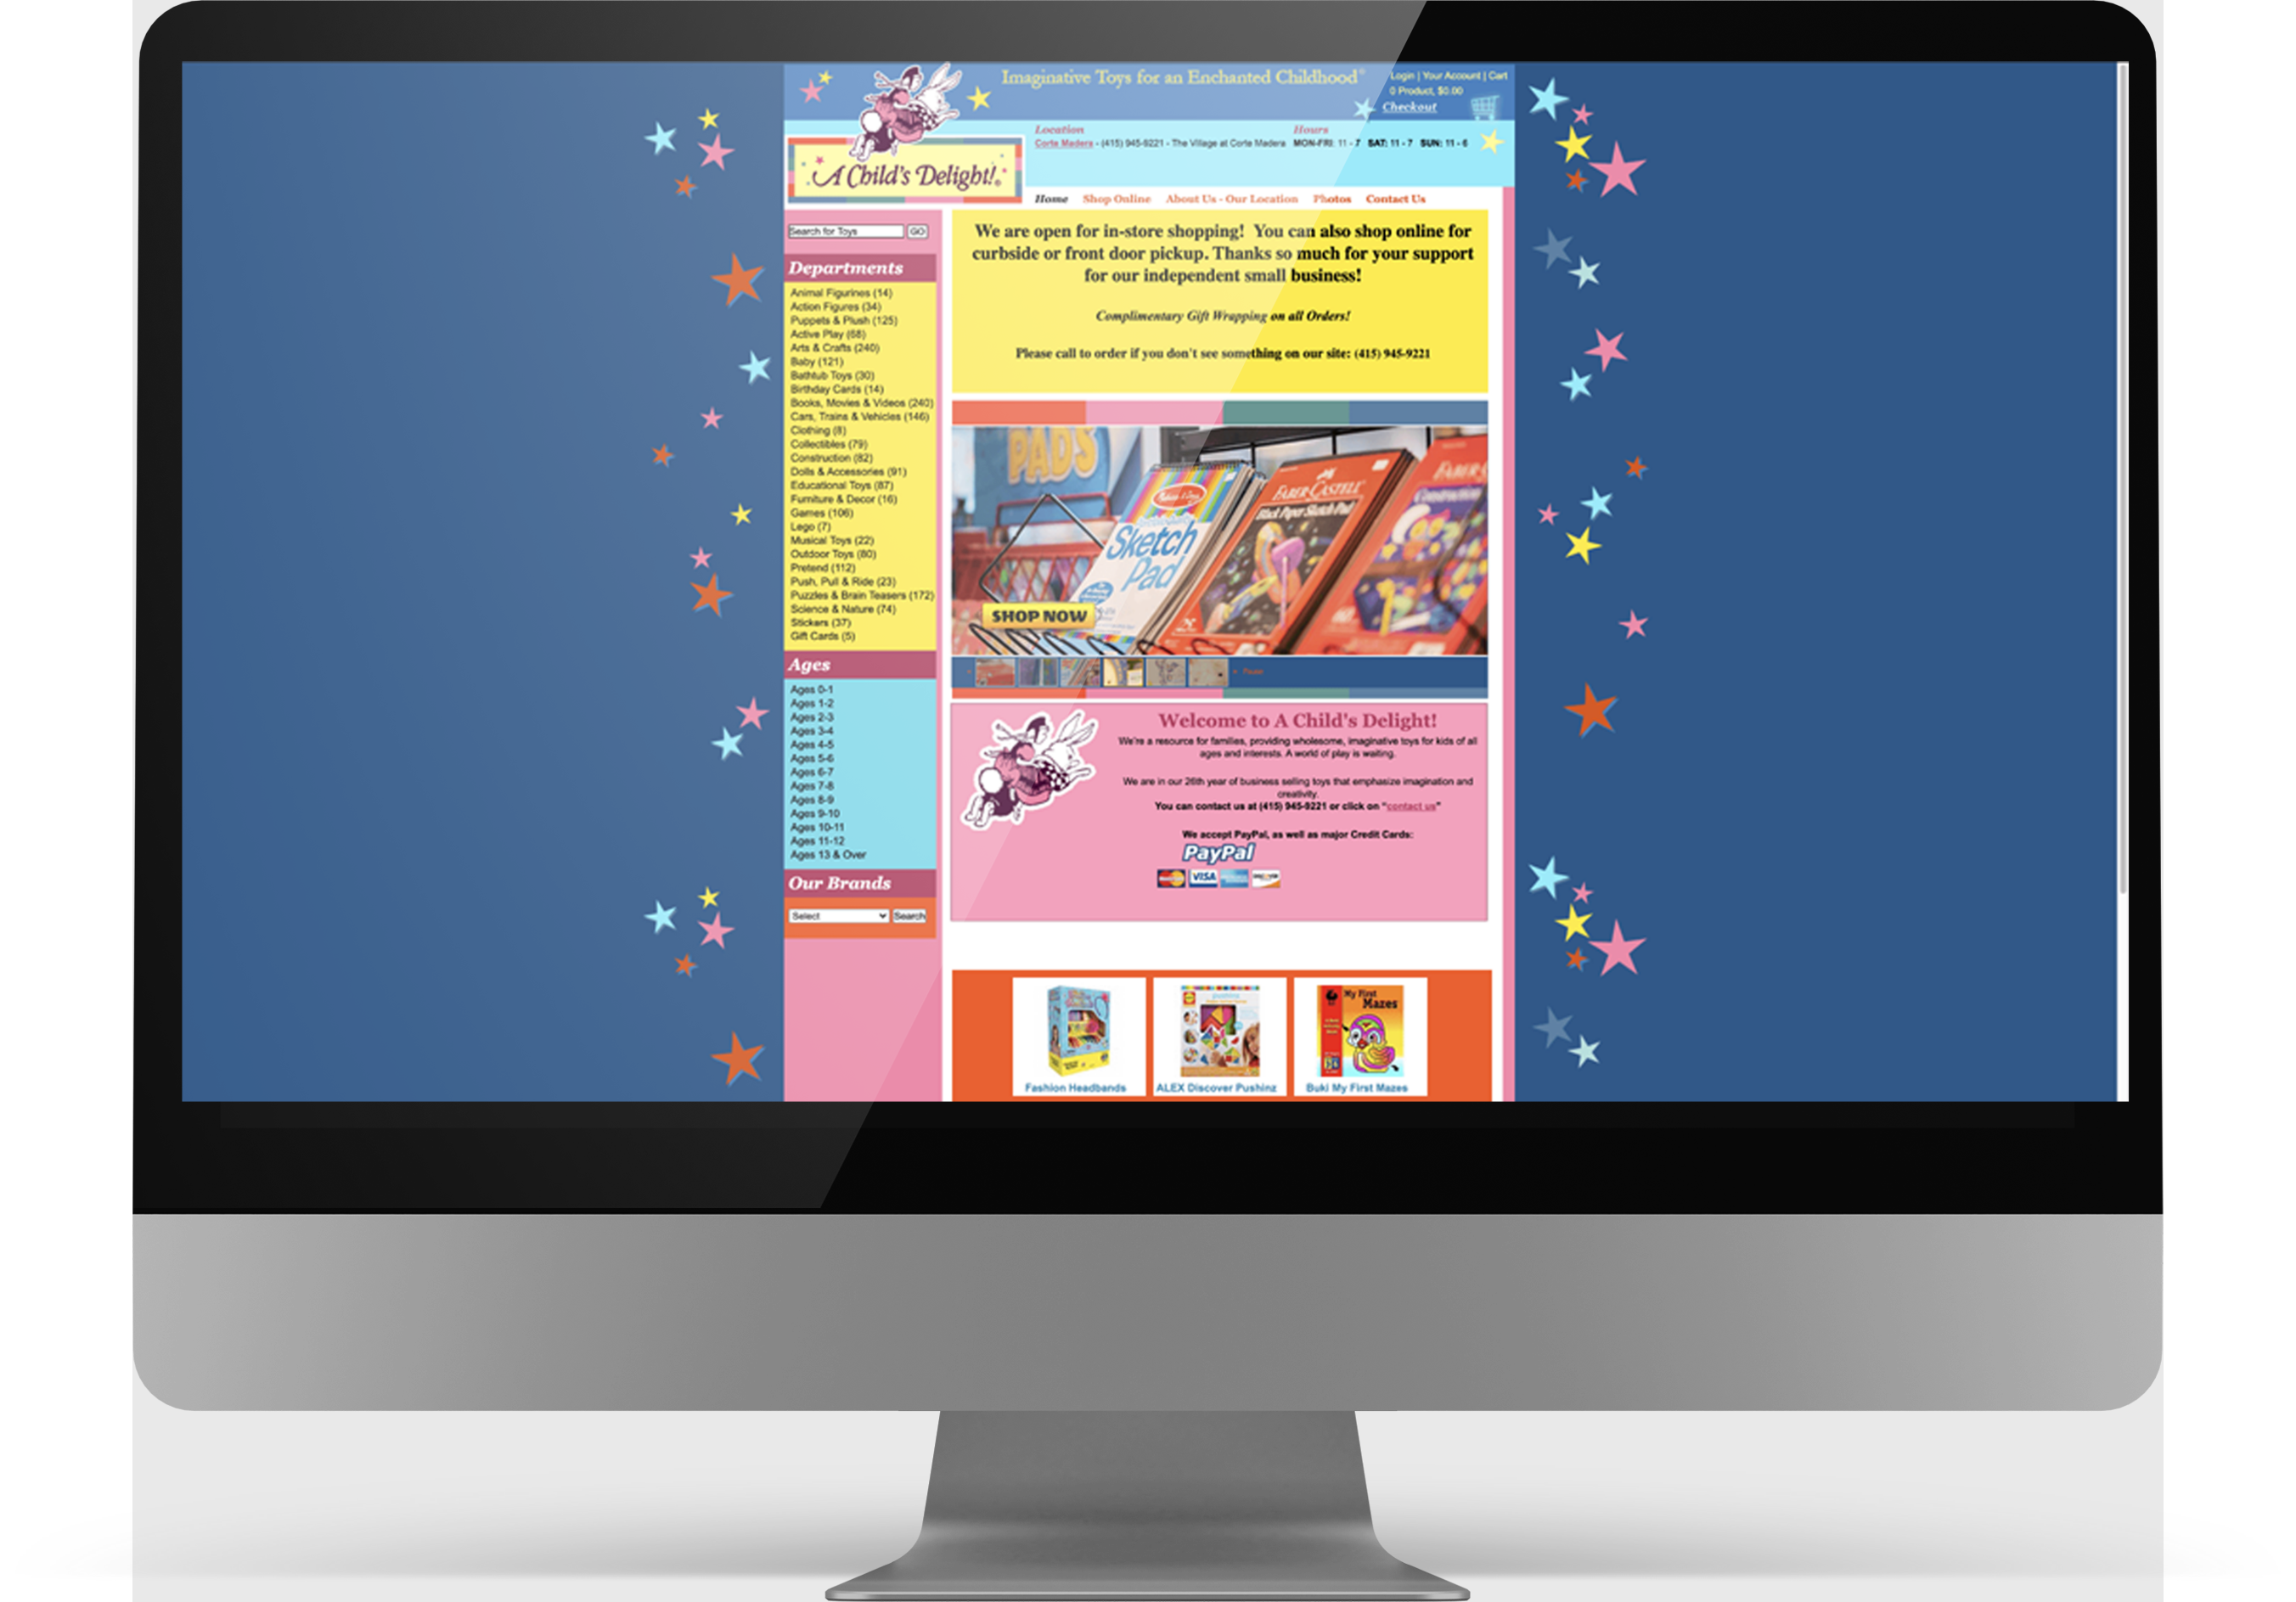 Imaginative Toys for an Enchanted Childhood®
Login | Your Account | Cart
0 Product, $0.00
Checkout
A Child's Delight!®
Location
Corte Madera - (415) 945-9221 - The Village at Corte Madera
Hours
MON-FRI: 11 - 7 SAT: 11 - 7 SUN: 11 - 6
Home Shop Online About Us - Our Location Photos Contact Us
Search for Toys GO
Departments
Animal Figurines (14)
Action Figures (34)
Puppets & Plush (125)
Active Play (68)
Arts & Crafts (240)
Baby (121)
Bathtub Toys (30)
Birthday Cards (14)
Books, Movies & Videos (240)
Cars, Trains & Vehicles (146)
Clothing (8)
Collectibles (79)
Construction (82)
Dolls & Accessories (91)
Educational Toys (87)
Furniture & Decor (16)
Games (106)
Lego (7)
Musical Toys (22)
Outdoor Toys (80)
Pretend (112)
Push, Pull & Ride (23)
Puzzles & Brain Teasers (172)
Science & Nature (74)
Stickers (37)
Gift Cards (5)
Ages
Ages 0-1
Ages 1-2
Ages 2-3
Ages 3-4
Ages 4-5
Ages 5-6
Ages 6-7
Ages 7-8
Ages 8-9
Ages 9-10
Ages 10-11
Ages 11-12
Ages 13 & Over
Our Brands
Select Search
We are open for in-store shopping! You can also shop online for
curbside or front door pickup. Thanks so much for your support
for our independent small business!
Complimentary Gift Wrapping on all Orders!
Please call to order if you don't see something on our site: (415) 945-9221
PADS
Sketch
Pad
FABER-CASTELL
Black Paper Sketch Pad
FABER-C
Construction
SHOP NOW
Pause
Welcome to A Child's Delight!
We're a resource for families, providing wholesome, imaginative toys for kids of all
ages and interests. A world of play is waiting.
We are in our 26th year of business selling toys that emphasize imagination and
creativity.
You can contact us at (415) 945-9221 or click on "contact us"
We accept PayPal, as well as major Credit Cards:
PayPal
MasterCard VISA DISCOVER
My First
Mazes
Fashion Headbands
ALEX Discover Pushinz
Buki My First Mazes